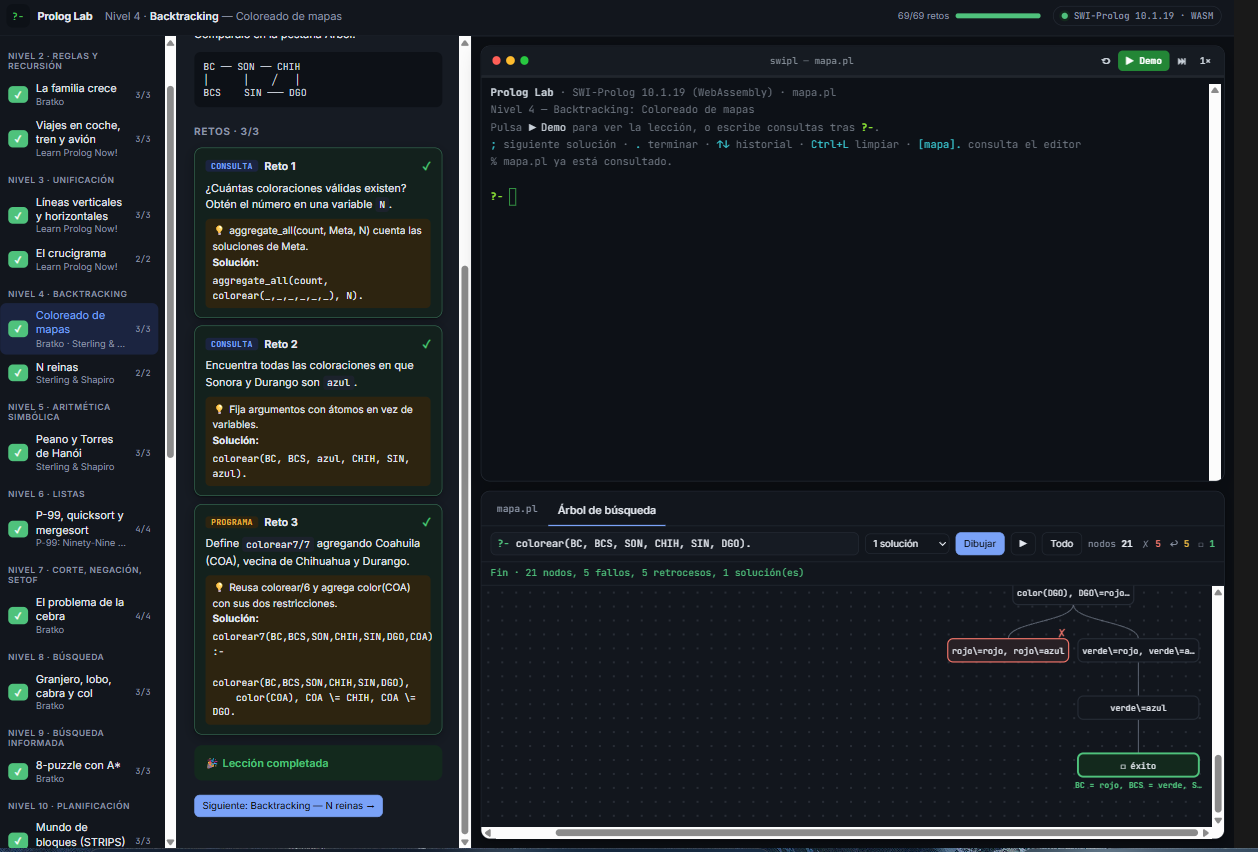 ?- Prolog Lab Nivel 4 · Backtracking — Coloreado de mapas
69/69 retos
SWI-Prolog 10.1.19 · WASM
NIVEL 2 · REGLAS Y
RECURSIÓN
La familia crece
Bratko
3/3
Viajes en coche,
tren y avión
Learn Prolog Now!
3/3
NIVEL 3 · UNIFICACIÓN
Líneas verticales
y horizontales
Learn Prolog Now!
3/3
El crucigrama
Learn Prolog Now!
2/2
NIVEL 4 · BACKTRACKING
Coloreado de
mapas
Bratko · Sterling & ...
3/3
N reinas
Sterling & Shapiro
2/2
NIVEL 5 · ARITMÉTICA
SIMBÓLICA
Peano y Torres
de Hanói
Sterling & Shapiro
3/3
NIVEL 6 · LISTAS
P-99, quicksort y
mergesort
P-99: Ninety-Nine ...
4/4
NIVEL 7 · CORTE, NEGACIÓN,
SETOF
El problema de la
cebra
Bratko
4/4
NIVEL 8 · BÚSQUEDA
Granjero, lobo,
cabra y col
Bratko
3/3
NIVEL 9 · BÚSQUEDA
INFORMADA
8-puzzle con A*
Bratko
3/3
NIVEL 10 · PLANIFICACIÓN
Mundo de
bloques (STRIPS)
3/3
BC —— SON —— CHIH
|      |    /   |
BCS    SIN ——— DGO
RETOS · 3/3
CONSULTA Reto 1 ✓
¿Cuántas coloraciones válidas existen?
Obtén el número en una variable N.
💡 aggregate_all(count, Meta, N) cuenta las
soluciones de Meta.
Solución:
aggregate_all(count,
colorear(_,_,_,_,_,_), N).
CONSULTA Reto 2 ✓
Encuentra todas las coloraciones en que
Sonora y Durango son azul.
💡 Fija argumentos con átomos en vez de
variables.
Solución:
colorear(BC, BCS, azul, CHIH, SIN,
azul).
PROGRAMA Reto 3 ✓
Define colorear7/7 agregando Coahuila
(COA), vecina de Chihuahua y Durango.
💡 Reusa colorear/6 y agrega color(COA)
con sus dos restricciones.
Solución:
colorear7(BC,BCS,SON,CHIH,SIN,DGO,COA)
:-
colorear(BC,BCS,SON,CHIH,SIN,DGO),
color(COA), COA \= CHIH, COA \=
DGO.
🎉 Lección completada
Siguiente: Backtracking — N reinas →
swipl — mapa.pl
▶ Demo
1×
Prolog Lab · SWI-Prolog 10.1.19 (WebAssembly) · mapa.pl
Nivel 4 — Backtracking: Coloreado de mapas
Pulsa ▶ Demo para ver la lección, o escribe consultas tras ?-.
; siguiente solución · . terminar · ↑↓ historial · Ctrl+L limpiar · [mapa]. consulta el editor
% mapa.pl ya está consultado.
?-
mapa.pl
Árbol de búsqueda
?- colorear(BC, BCS, SON, CHIH, SIN, DGO).
1 solución
Dibujar
▶
Todo
nodos 21 ✗ 5 ↩ 5 □ 1
Fin · 21 nodos, 5 fallos, 5 retrocesos, 1 solución(es)
color(DGO), DGO\=rojo…
✗
rojo\=rojo, rojo\=azul
verde\=rojo, verde\=a…
verde\=azul
□ éxito
BC = rojo, BCS = verde, S…